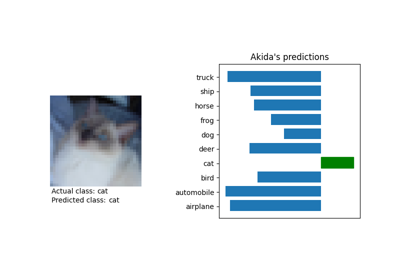 Akida's predictions
truck
ship
horse
frog
dog
deer
cat
bird
automobile
airplane
Actual class: cat
Predicted class: cat